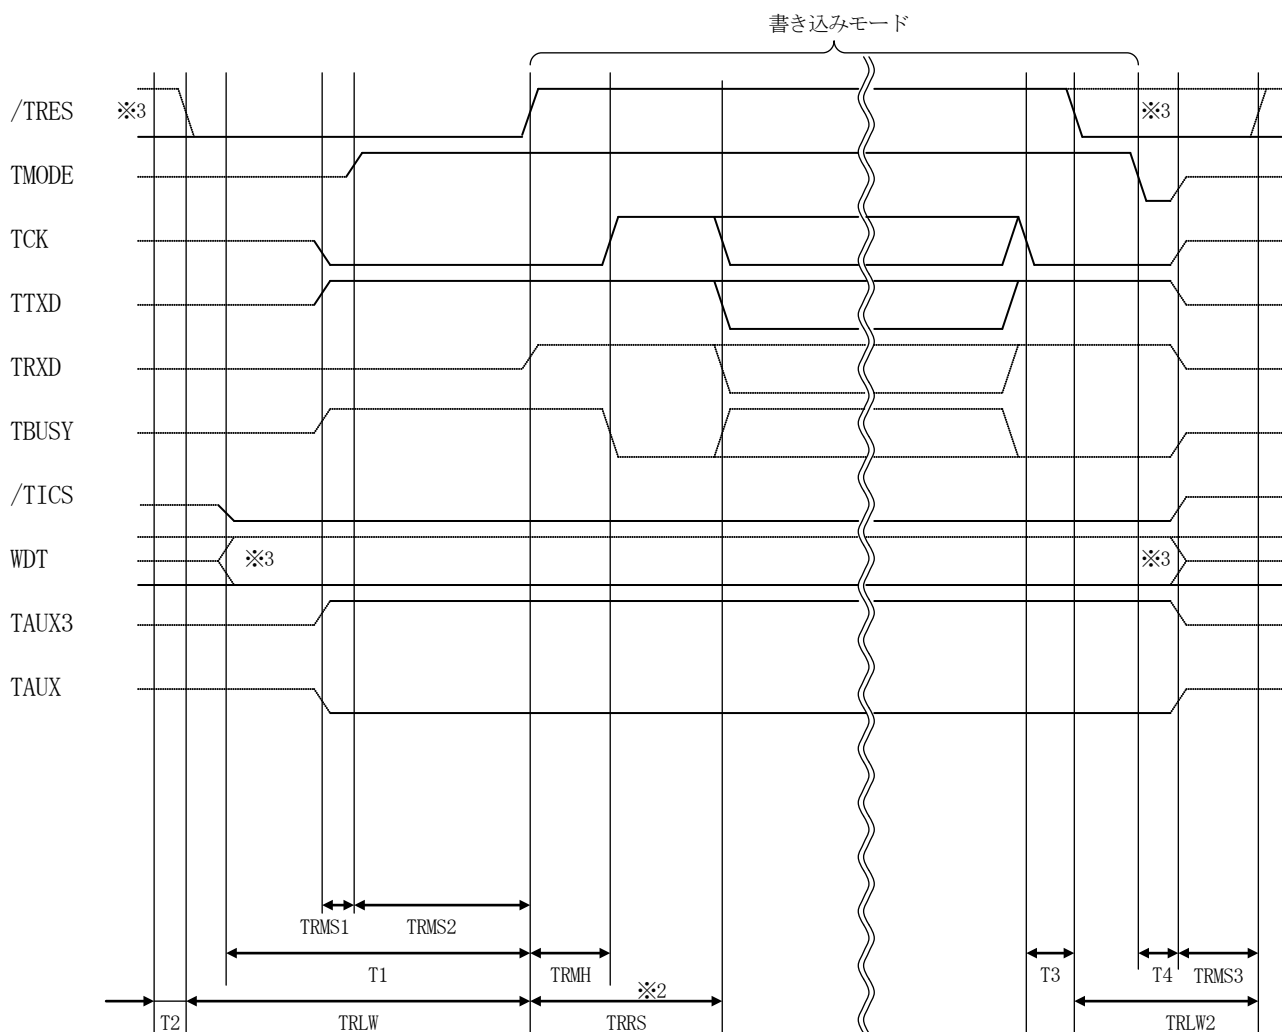 書き込みモード
/TRES ※3 ※3
TMODE
TCK
TTXD
TRXD
TBUSY
/TICS
WDT ※3 ※3
TAUX3
TAUX
TRMS1 TRMS2
T1 TRMH T3 T4 TRMS3
※2
T2 TRLW TRRS TRLW2